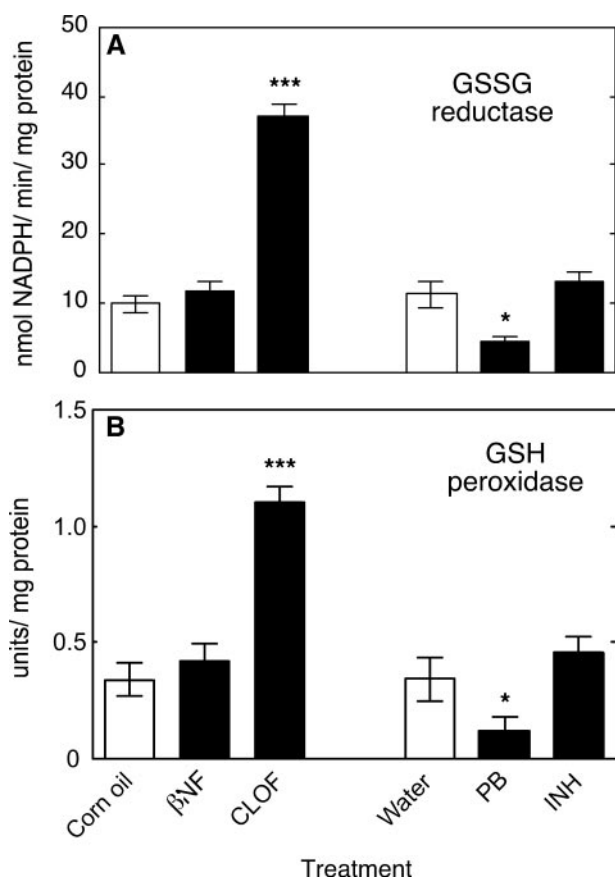 A
GSSG
reductase
nmol NADPH/ min/ mg protein
50
40
30
20
10
0
***
*
B
GSH
peroxidase
units/ mg protein
1.5
1.0
0.5
0
***
*
Corn oil
βNF
CLOF
Water
PB
INH
Treatment